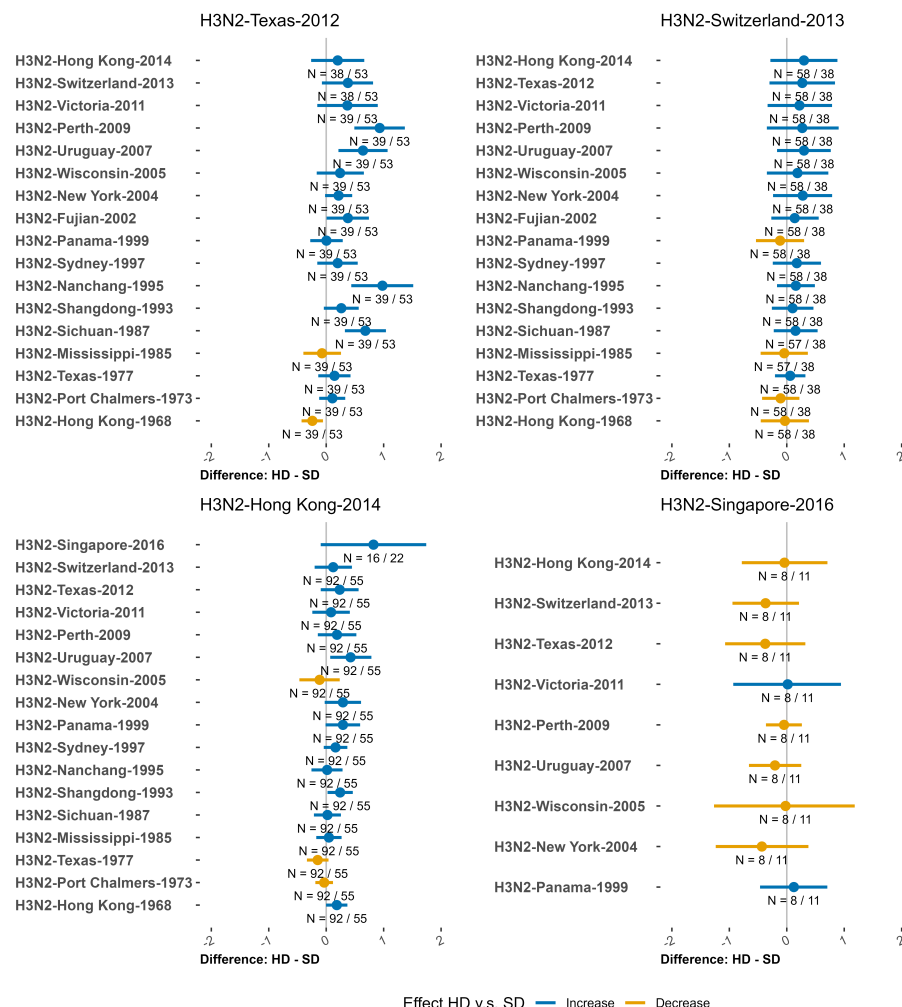 H3N2-Texas-2012
H3N2-Hong Kong-2014
N = 38 / 53
H3N2-Switzerland-2013
N = 38 / 53
H3N2-Victoria-2011
N = 39 / 53
H3N2-Perth-2009
N = 39 / 53
H3N2-Uruguay-2007
N = 39 / 53
H3N2-Wisconsin-2005
N = 39 / 53
H3N2-New York-2004
N = 39 / 53
H3N2-Fujian-2002
N = 39 / 53
H3N2-Panama-1999
N = 39 / 53
H3N2-Sydney-1997
N = 39 / 53
H3N2-Nanchang-1995
N = 39 / 53
H3N2-Shangdong-1993
N = 39 / 53
H3N2-Sichuan-1987
N = 39 / 53
H3N2-Mississippi-1985
N = 39 / 53
H3N2-Texas-1977
N = 39 / 53
H3N2-Port Chalmers-1973
N = 39 / 53
H3N2-Hong Kong-1968
N = 39 / 53
-2 -1 0 1 2
Difference: HD - SD
H3N2-Switzerland-2013
H3N2-Hong Kong-2014
N = 58 / 38
H3N2-Texas-2012
N = 58 / 38
H3N2-Victoria-2011
N = 58 / 38
H3N2-Perth-2009
N = 58 / 38
H3N2-Uruguay-2007
N = 58 / 38
H3N2-Wisconsin-2005
N = 58 / 38
H3N2-New York-2004
N = 58 / 38
H3N2-Fujian-2002
N = 58 / 38
H3N2-Panama-1999
N = 58 / 38
H3N2-Sydney-1997
N = 58 / 38
H3N2-Nanchang-1995
N = 58 / 38
H3N2-Shangdong-1993
N = 58 / 38
H3N2-Sichuan-1987
N = 57 / 38
H3N2-Mississippi-1985
N = 57 / 38
H3N2-Texas-1977
N = 58 / 38
H3N2-Port Chalmers-1973
N = 58 / 38
H3N2-Hong Kong-1968
N = 58 / 38
-2 -1 0 1 2
Difference: HD - SD
H3N2-Hong Kong-2014
H3N2-Singapore-2016
N = 16 / 22
H3N2-Switzerland-2013
N = 92 / 55
H3N2-Texas-2012
N = 92 / 55
H3N2-Victoria-2011
N = 92 / 55
H3N2-Perth-2009
N = 92 / 55
H3N2-Uruguay-2007
N = 92 / 55
H3N2-Wisconsin-2005
N = 92 / 55
H3N2-New York-2004
N = 92 / 55
H3N2-Panama-1999
N = 92 / 55
H3N2-Sydney-1997
N = 92 / 55
H3N2-Nanchang-1995
N = 92 / 55
H3N2-Shangdong-1993
N = 92 / 55
H3N2-Sichuan-1987
N = 92 / 55
H3N2-Mississippi-1985
N = 92 / 55
H3N2-Texas-1977
N = 92 / 55
H3N2-Port Chalmers-1973
N = 92 / 55
H3N2-Hong Kong-1968
N = 92 / 55
-2 -1 0 1 2
Difference: HD - SD
H3N2-Singapore-2016
H3N2-Hong Kong-2014
N = 8 / 11
H3N2-Switzerland-2013
N = 8 / 11
H3N2-Texas-2012
N = 8 / 11
H3N2-Victoria-2011
N = 8 / 11
H3N2-Perth-2009
N = 8 / 11
H3N2-Uruguay-2007
N = 8 / 11
H3N2-Wisconsin-2005
N = 8 / 11
H3N2-New York-2004
N = 8 / 11
H3N2-Panama-1999
N = 8 / 11
-2 -1 0 1 2
Difference: HD - SD
Effect HD v.s. SD Increase Decrease